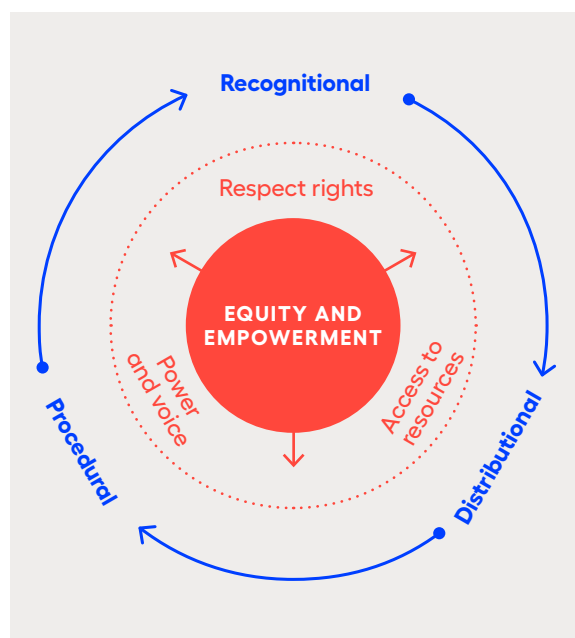 Recognitional
Respect rights
EQUITY AND
EMPOWERMENT
Access to
resources
Distributional
Power
and voice
Procedural